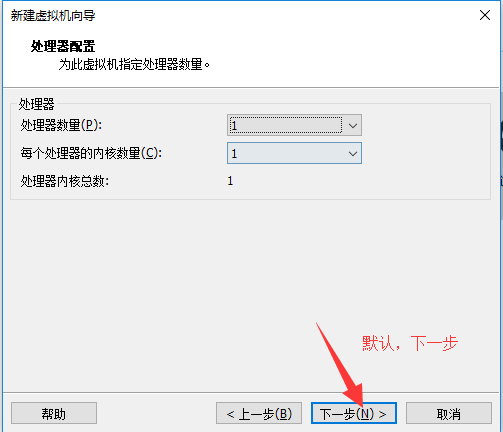 新建虚拟机向导
处理器配置
为此虚拟机指定处理器数量。
处理器
处理器数量(P): 1
每个处理器的内核数量(C): 1
处理器内核总数: 1
默认，下一步
帮助 < 上一步(B) 下一步(N) > 取消